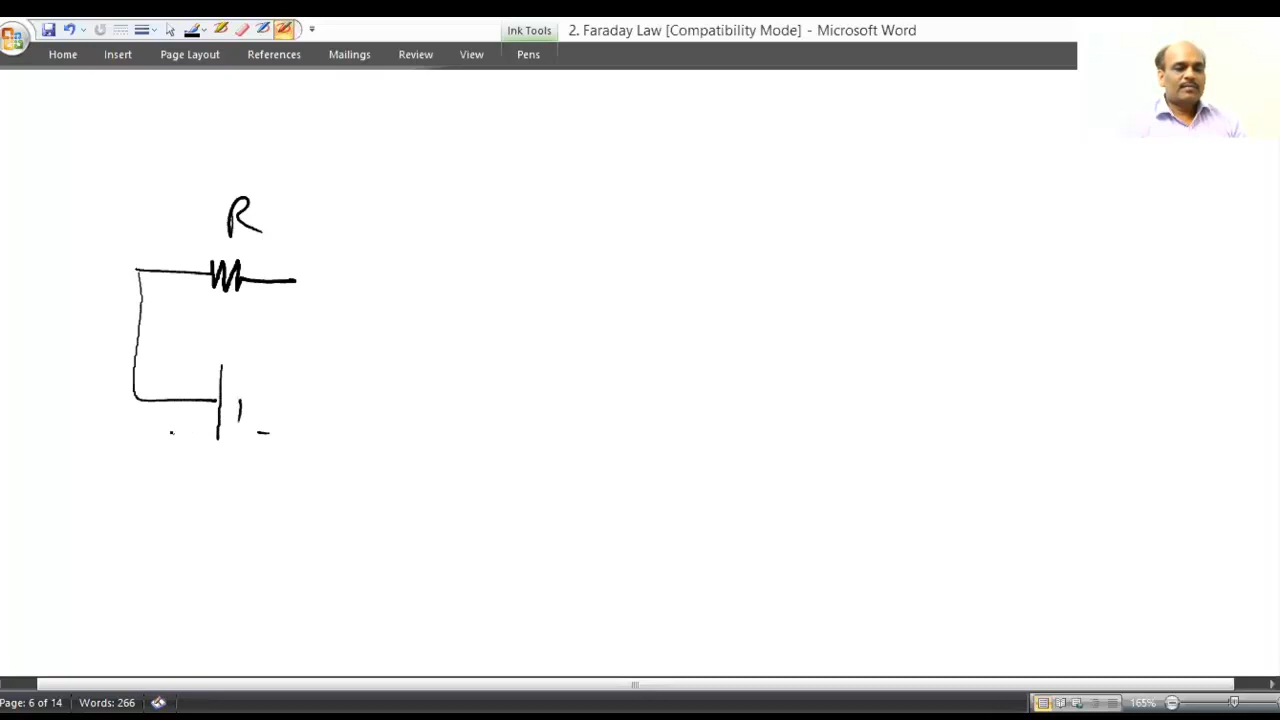 Ink Tools
2. Faraday Law [Compatibility Mode] - Microsoft Word
Home Insert Page Layout References Mailings Review View Pens
R
Page: 6 of 14 Words: 266 165%